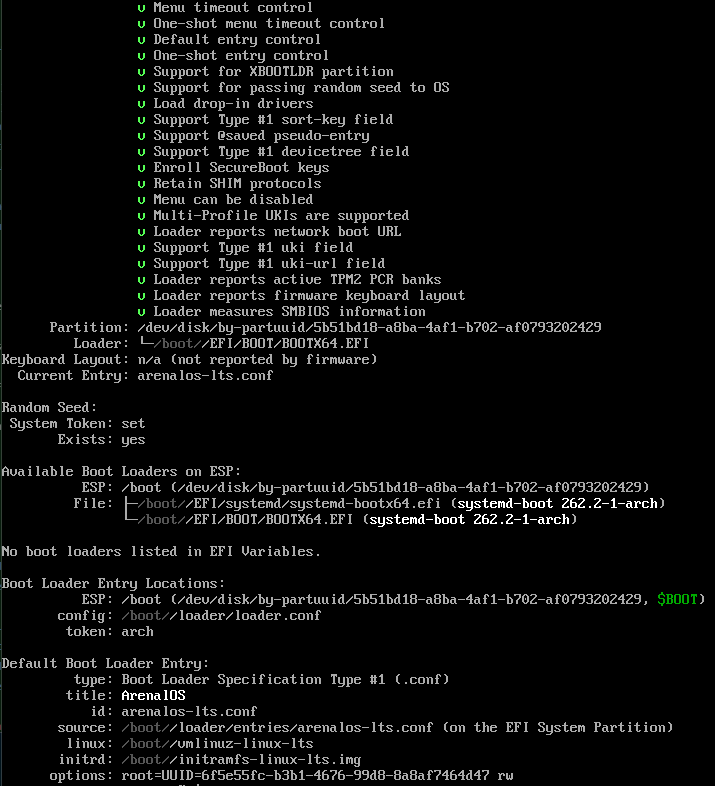 v Menu timeout control
v One-shot menu timeout control
v Default entry control
v One-shot entry control
v Support for XBOOTLDR partition
v Support for passing random seed to OS
v Load drop-in drivers
v Support Type #1 sort-key field
v Support @saved pseudo-entry
v Support Type #1 devicetree field
v Enroll SecureBoot keys
v Retain SHIM protocols
v Menu can be disabled
v Multi-Profile UKIs are supported
v Loader reports network boot URL
v Support Type #1 uki field
v Support Type #1 uki-url field
v Loader reports active TPM2 PCR banks
v Loader reports firmware keyboard layout
v Loader measures SMBIOS information
Partition: /dev/disk/by-partuuid/5b51bd18-a8ba-4af1-b702-af0793202429
Loader: └─/boot//EFI/BOOT/BOOTX64.EFI
Keyboard Layout: n/a (not reported by firmware)
Current Entry: arenalos-lts.conf

Random Seed:
System Token: set
Exists: yes

Available Boot Loaders on ESP:
ESP: /boot (/dev/disk/by-partuuid/5b51bd18-a8ba-4af1-b702-af0793202429)
File: ├─/boot//EFI/systemd/systemd-bootx64.efi (systemd-boot 262.2-1-arch)
└─/boot//EFI/BOOT/BOOTX64.EFI (systemd-boot 262.2-1-arch)

No boot loaders listed in EFI Variables.

Boot Loader Entry Locations:
ESP: /boot (/dev/disk/by-partuuid/5b51bd18-a8ba-4af1-b702-af0793202429, $BOOT)
config: /boot//loader/loader.conf
token: arch

Default Boot Loader Entry:
type: Boot Loader Specification Type #1 (.conf)
title: ArenalOS
id: arenalos-lts.conf
source: /boot//loader/entries/arenalos-lts.conf (on the EFI System Partition)
linux: /boot//vmlinuz-linux-lts
initrd: /boot//initramfs-linux-lts.img
options: root=UUID=6f5e55fc-b3b1-4676-99d8-8a8af7464d47 rw